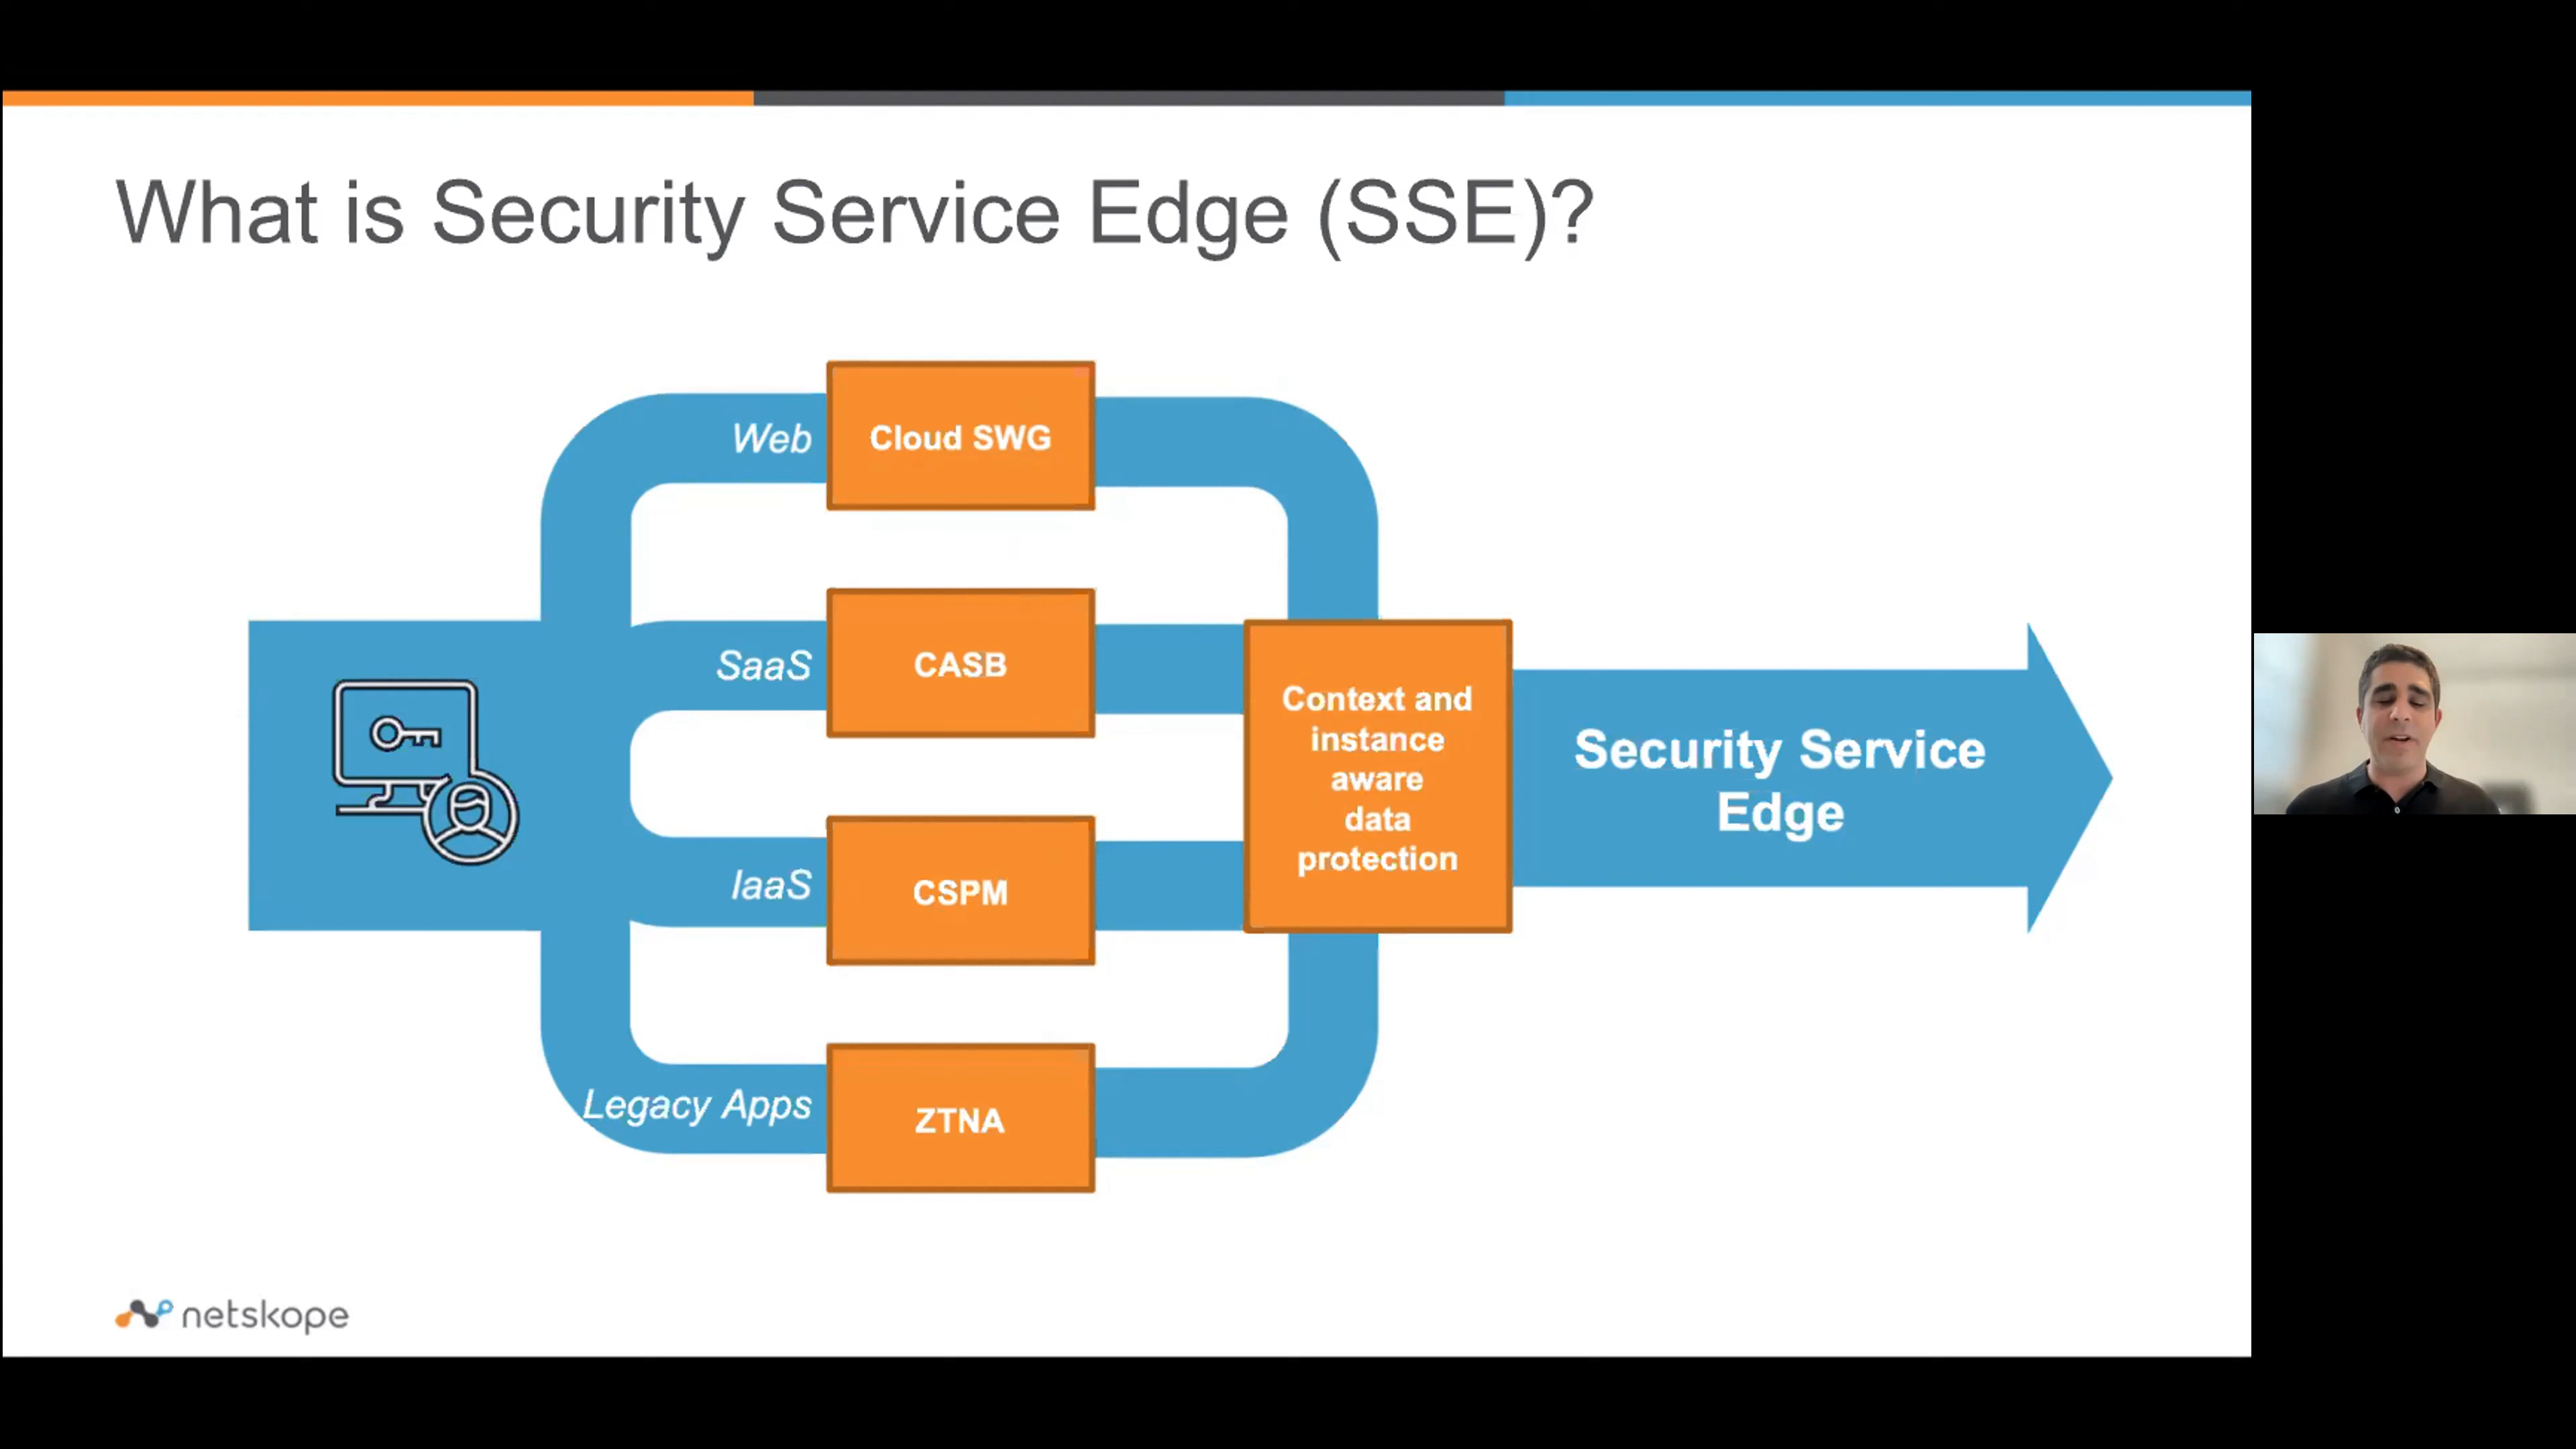 What is Security Service Edge (SSE)?
Web
Cloud SWG
SaaS
CASB
IaaS
CSPM
Legacy Apps
ZTNA
Context and
instance
aware
data
protection
Security Service
Edge
netskope